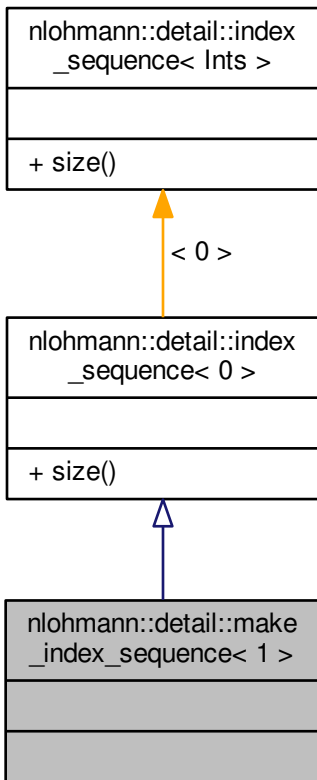 nlohmann::detail::index
_sequence< Ints >
+ size()
< 0 >
nlohmann::detail::index
_sequence< 0 >
+ size()
nlohmann::detail::make
_index_sequence< 1 >